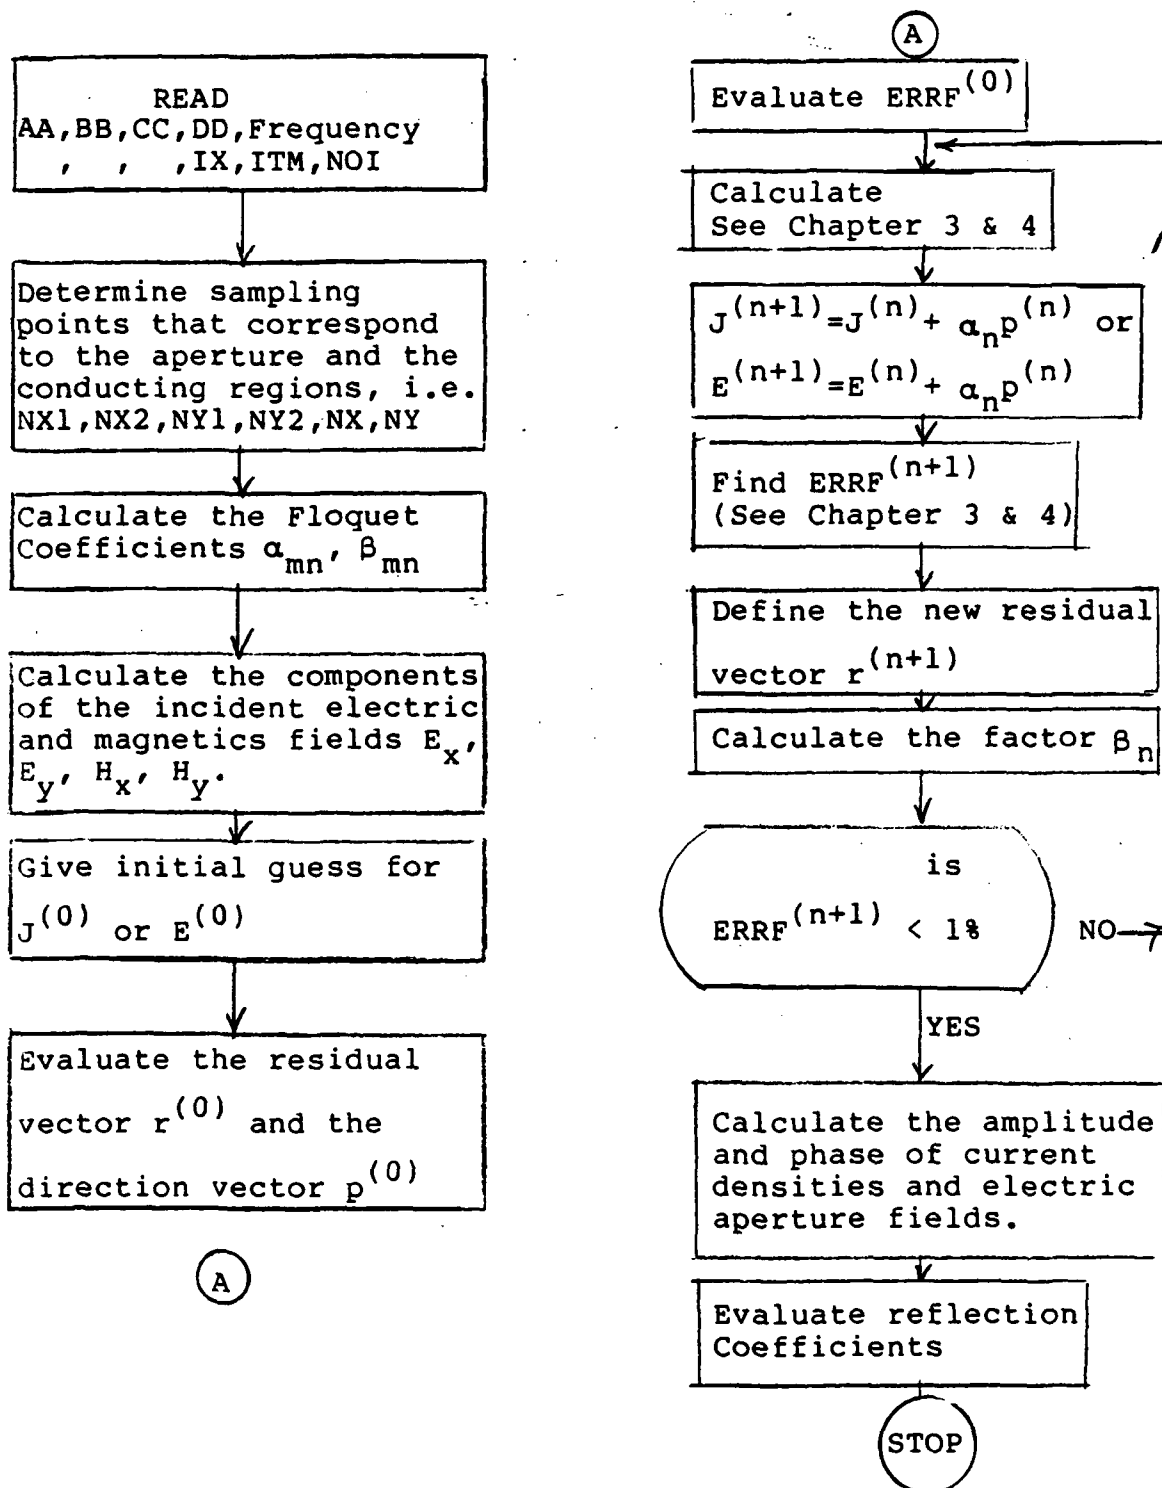 READ
AA,BB,CC,DD,Frequency
, , ,IX,ITM,NOI
Determine sampling
points that correspond
to the aperture and the
conducting regions, i.e.
NX1,NX2,NY1,NY2,NX,NY
Calculate the Floquet
Coefficients α_mn, β_mn
Calculate the components
of the incident electric
and magnetics fields E_x,
E_y, H_x, H_y.
Give initial guess for
J^(0) or E^(0)
Evaluate the residual
vector r^(0) and the
direction vector p^(0)
A
A
Evaluate ERRF^(0)
Calculate
See Chapter 3 & 4
J^(n+1)=J^(n)+ α_n p^(n) or
E^(n+1)=E^(n)+ α_n p^(n)
Find ERRF^(n+1)
(See Chapter 3 & 4)
Define the new residual
vector r^(n+1)
Calculate the factor β_n
is
ERRF^(n+1) < 1%
NO
YES
Calculate the amplitude
and phase of current
densities and electric
aperture fields.
Evaluate reflection
Coefficients
STOP